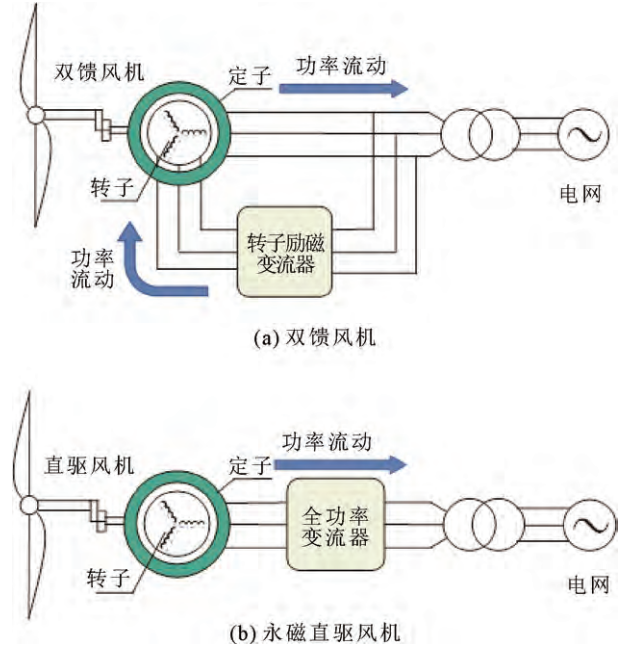 双馈风机
定子
功率流动
转子
功率
流动
转子励磁
变流器
电网
(a) 双馈风机
直驱风机
定子
功率流动
转子
全功率
变流器
电网
(b) 永磁直驱风机